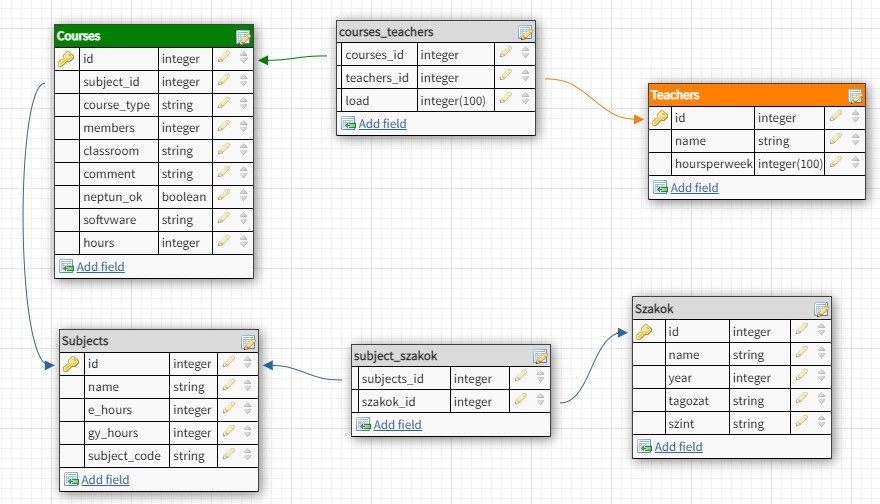 Courses
id integer
subject_id integer
course_type string
members integer
classroom string
comment string
neptun_ok boolean
softvware string
hours integer
Add field
courses_teachers
courses_id integer
teachers_id integer
load integer(100)
Add field
Teachers
id integer
name string
hoursperweek integer(100)
Add field
Subjects
id integer
name string
e_hours integer
gy_hours integer
subject_code string
Add field
subject_szakok
subjects_id integer
szakok_id integer
Add field
Szakok
id integer
name string
year integer
tagozat string
szint string
Add field